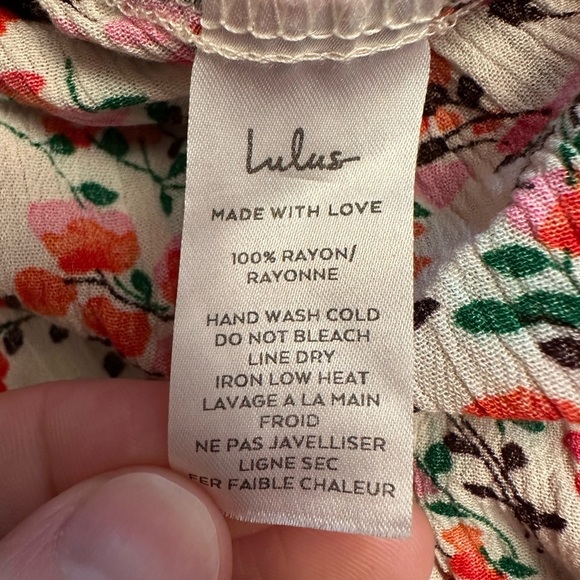 Lulus
MADE WITH LOVE
100% RAYON/
RAYONNE
HAND WASH COLD
DO NOT BLEACH
LINE DRY
IRON LOW HEAT
LAVAGE A LA MAIN
FROID
NE PAS JAVELLISER
LIGNE SEC
FER FAIBLE CHALEUR